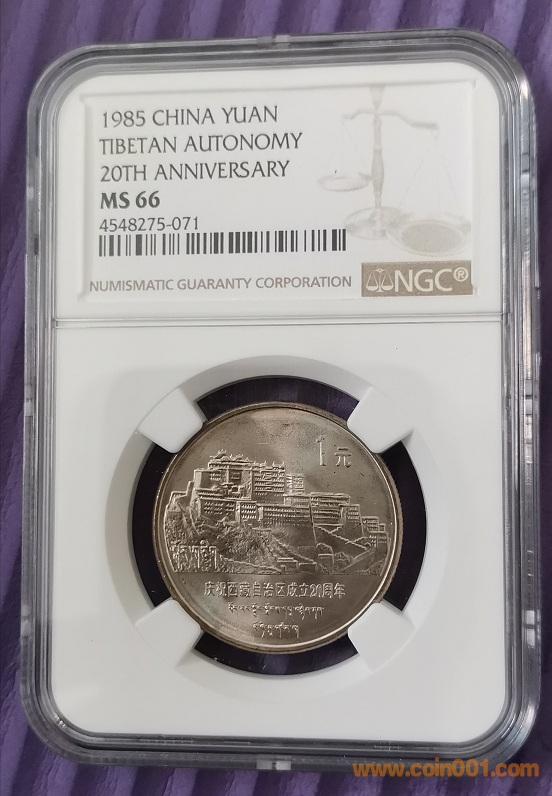 1985 CHINA YUAN
TIBETAN AUTONOMY
20TH ANNIVERSARY
MS 66
4548275-071
NUMISMATIC GUARANTY CORPORATION
NGC®
1元
庆祝西藏自治区成立20周年
www.coin001.com